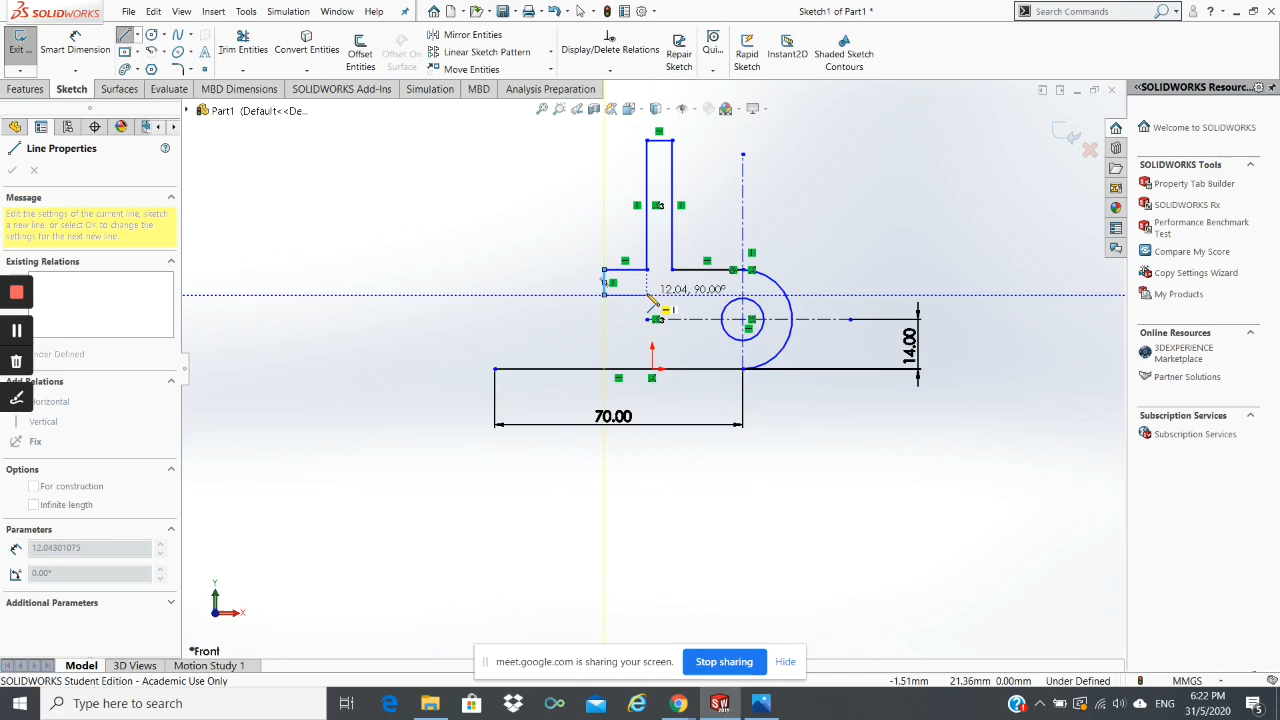 SOLIDWORKS File Edit View Insert Tools Simulation Window Help Sketch1 of Part1 * Search Commands
Exit... Smart Dimension Trim Entities Convert Entities Offset Entities Offset On Surface Mirror Entities Linear Sketch Pattern Move Entities Display/Delete Relations Repair Sketch Qui... Rapid Sketch Instant2D Shaded Sketch Contours
Features Sketch Surfaces Evaluate MBD Dimensions SOLIDWORKS Add-Ins Simulation MBD Analysis Preparation
Part1 (Default<<De...
Line Properties
Message
Edit the settings of the current line, sketch
a new line, or select OK to change the
settings for the next new line.
Existing Relations
Under Defined
Add Relations
Horizontal
Vertical
Fix
Options
For construction
Infinite length
Parameters
12.04301075
0.00°
Additional Parameters
12.04, 90.00°
14.00
70.00
Y
X
*Front
SOLIDWORKS Resourc...
Welcome to SOLIDWORKS
SOLIDWORKS Tools
Property Tab Builder
SOLIDWORKS Rx
Performance Benchmark
Test
Compare My Score
Copy Settings Wizard
My Products
Online Resources
3DEXPERIENCE
Marketplace
Partner Solutions
Subscription Services
Subscription Services
meet.google.com is sharing your screen. Stop sharing Hide
Model 3D Views Motion Study 1
SOLIDWORKS Student Edition - Academic Use Only -1.51mm 21.36mm 0.00mm Under Defined MMGS
Type here to search ENG 6:22 PM
31/5/2020